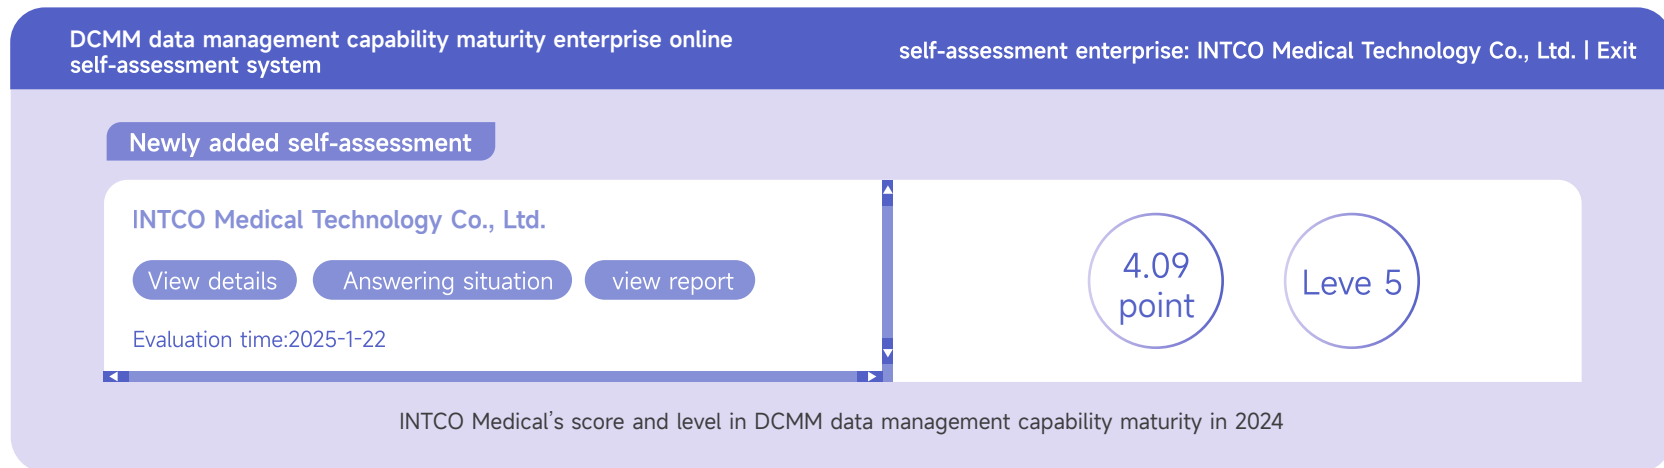 DCMM data management capability maturity enterprise online
self-assessment system
self-assessment enterprise: INTCO Medical Technology Co., Ltd. | Exit
Newly added self-assessment
INTCO Medical Technology Co., Ltd.
View details
Answering situation
view report
Evaluation time:2025-1-22
4.09
point
Leve 5
INTCO Medical's score and level in DCMM data management capability maturity in 2024